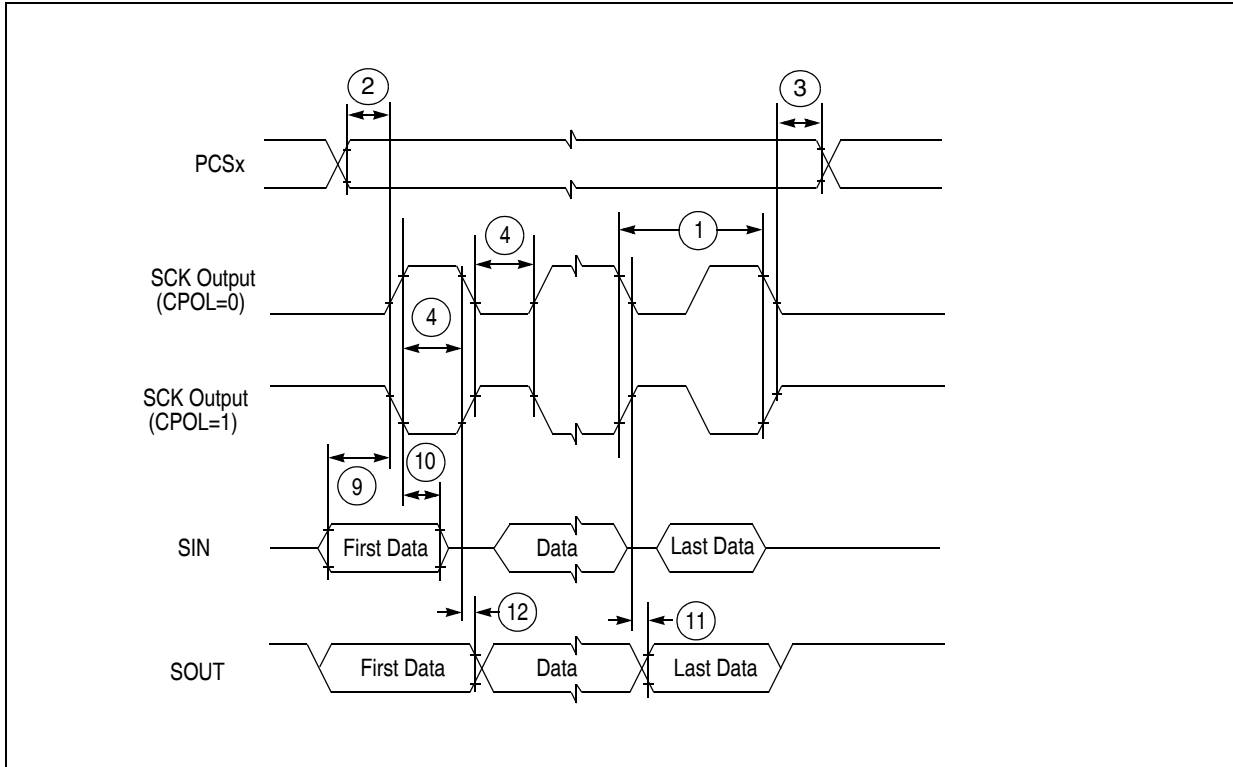 2
3
PCSx
4
1
SCK Output
(CPOL=0)
4
SCK Output
(CPOL=1)
10
9
SIN
First Data
Data
Last Data
12
11
SOUT
First Data
Data
Last Data